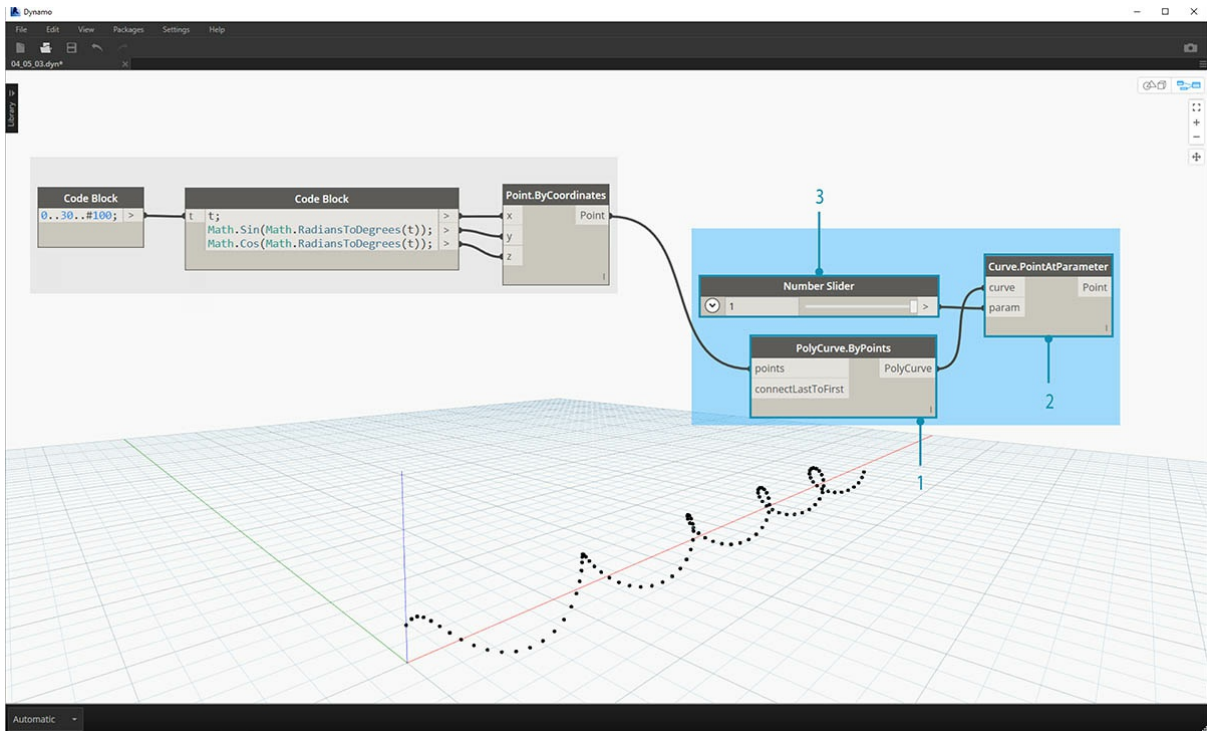 Dynamo
File Edit View Packages Settings Help
04_05_03.dyn*
Library
Code Block
0..30..#100; >
Code Block
t t; >
Math.Sin(Math.RadiansToDegrees(t)); >
Math.Cos(Math.RadiansToDegrees(t)); >
Point.ByCoordinates
x Point
y
z
3
Number Slider
1 >
Curve.PointAtParameter
curve Point
param
PolyCurve.ByPoints
points PolyCurve
connectLastToFirst
2
1
Automatic